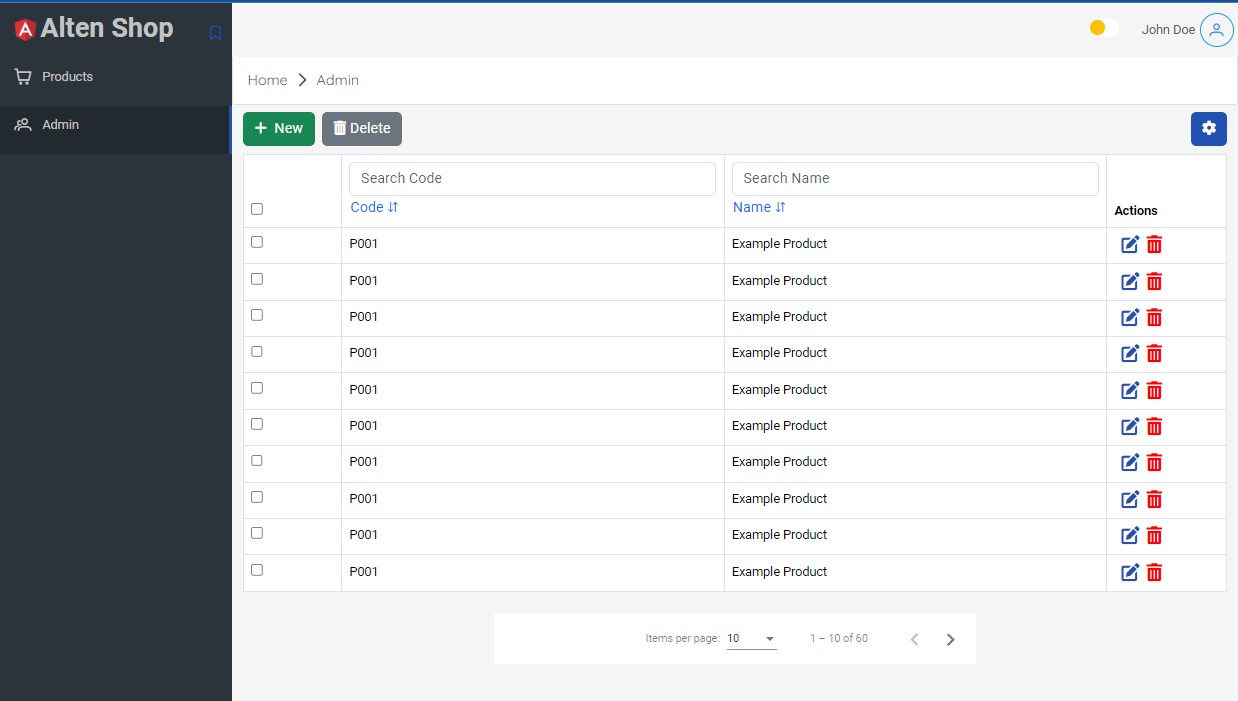 Alten Shop
John Doe
Products
Home Admin
Admin
New Delete
Search Code Search Name
Code Name Actions
P001 Example Product
P001 Example Product
P001 Example Product
P001 Example Product
P001 Example Product
P001 Example Product
P001 Example Product
P001 Example Product
P001 Example Product
P001 Example Product
Items per page: 10 1 – 10 of 60